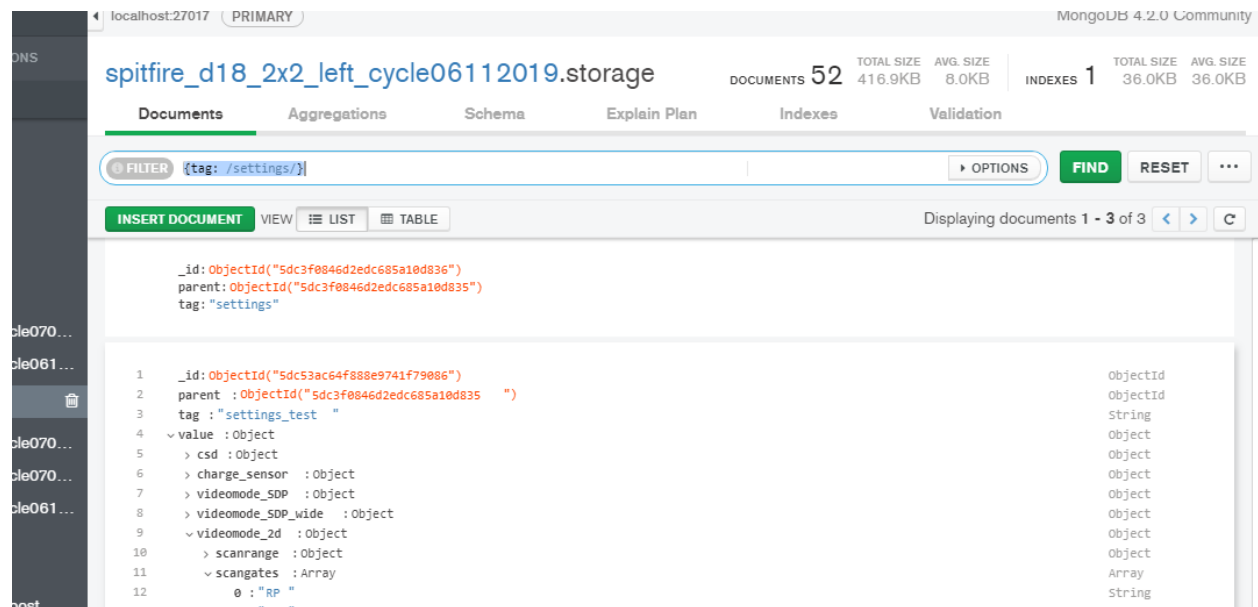 localhost:27017 PRIMARY MongoDB 4.2.0 Community
ONS
spitfire_d18_2x2_left_cycle06112019.storage
DOCUMENTS 52 TOTAL SIZE 416.9KB AVG. SIZE 8.0KB INDEXES 1 TOTAL SIZE 36.0KB AVG. SIZE 36.0KB
Documents Aggregations Schema Explain Plan Indexes Validation
FILTER {tag: /settings/} OPTIONS FIND RESET ...
INSERT DOCUMENT VIEW LIST TABLE Displaying documents 1 - 3 of 3
_id:ObjectId("5dc3f0846d2edc685a10d836")
parent:ObjectId("5dc3f0846d2edc685a10d835")
tag:"settings"
cle070...
cle061...
1 _id:ObjectId("5dc53ac64f888e9741f79086") ObjectId
2 parent :ObjectId("5dc3f0846d2edc685a10d835 ") ObjectId
3 tag :"settings_test " String
4 value :Object Object
5 csd :Object Object
cle070...
6 charge_sensor :Object Object
cle070...
7 videomode_SDP :Object Object
cle061...
8 videomode_SDP_wide :Object Object
9 videomode_2d :Object Object
10 scanrange :Object Object
11 scangates :Array Array
12 0 :"RP " String
post